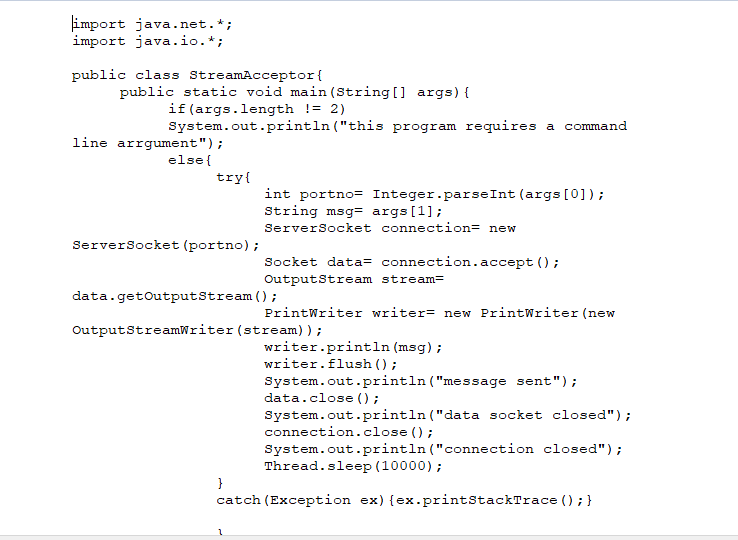 import java.net.*;
import java.io.*;
public class StreamAcceptor{
public static void main(String[] args){
if(args.length != 2)
System.out.println("this program requires a command
line arrgument");
else{
try{
int portno= Integer.parseInt(args[0]);
String msg= args[1];
ServerSocket connection= new
ServerSocket(portno);
Socket data= connection.accept();
OutputStream stream=
data.getOutputStream();
PrintWriter writer= new PrintWriter(new
OutputStreamWriter(stream));
writer.println(msg);
writer.flush();
System.out.println("message sent");
data.close();
System.out.println("data socket closed");
connection.close();
System.out.println("connection closed");
Thread.sleep(10000);
}
catch(Exception ex){ex.printStackTrace();}
}